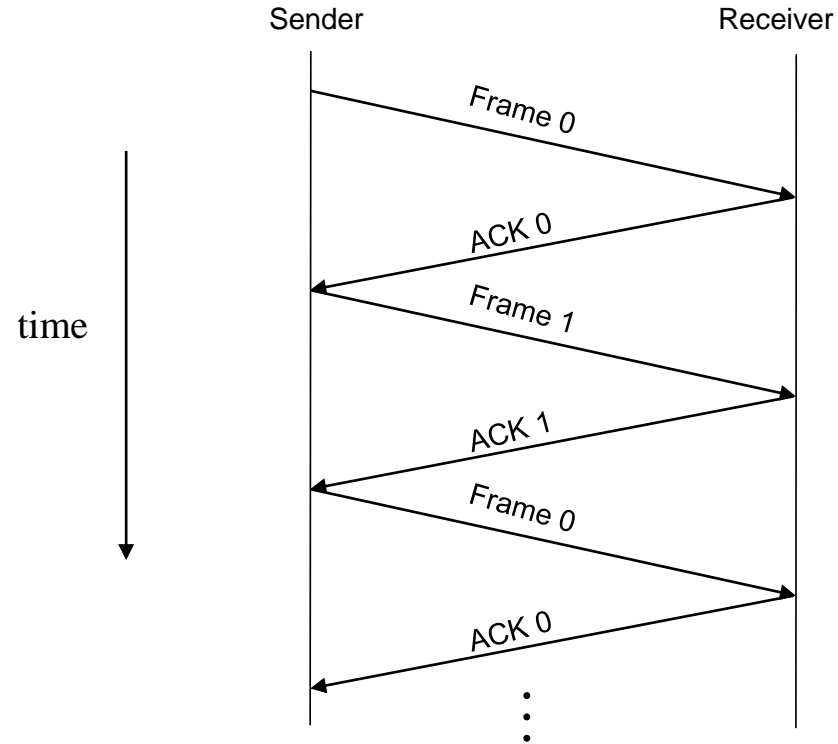 Sender
Receiver
Frame 0
ACK 0
Frame 1
time
ACK 1
Frame 0
ACK 0